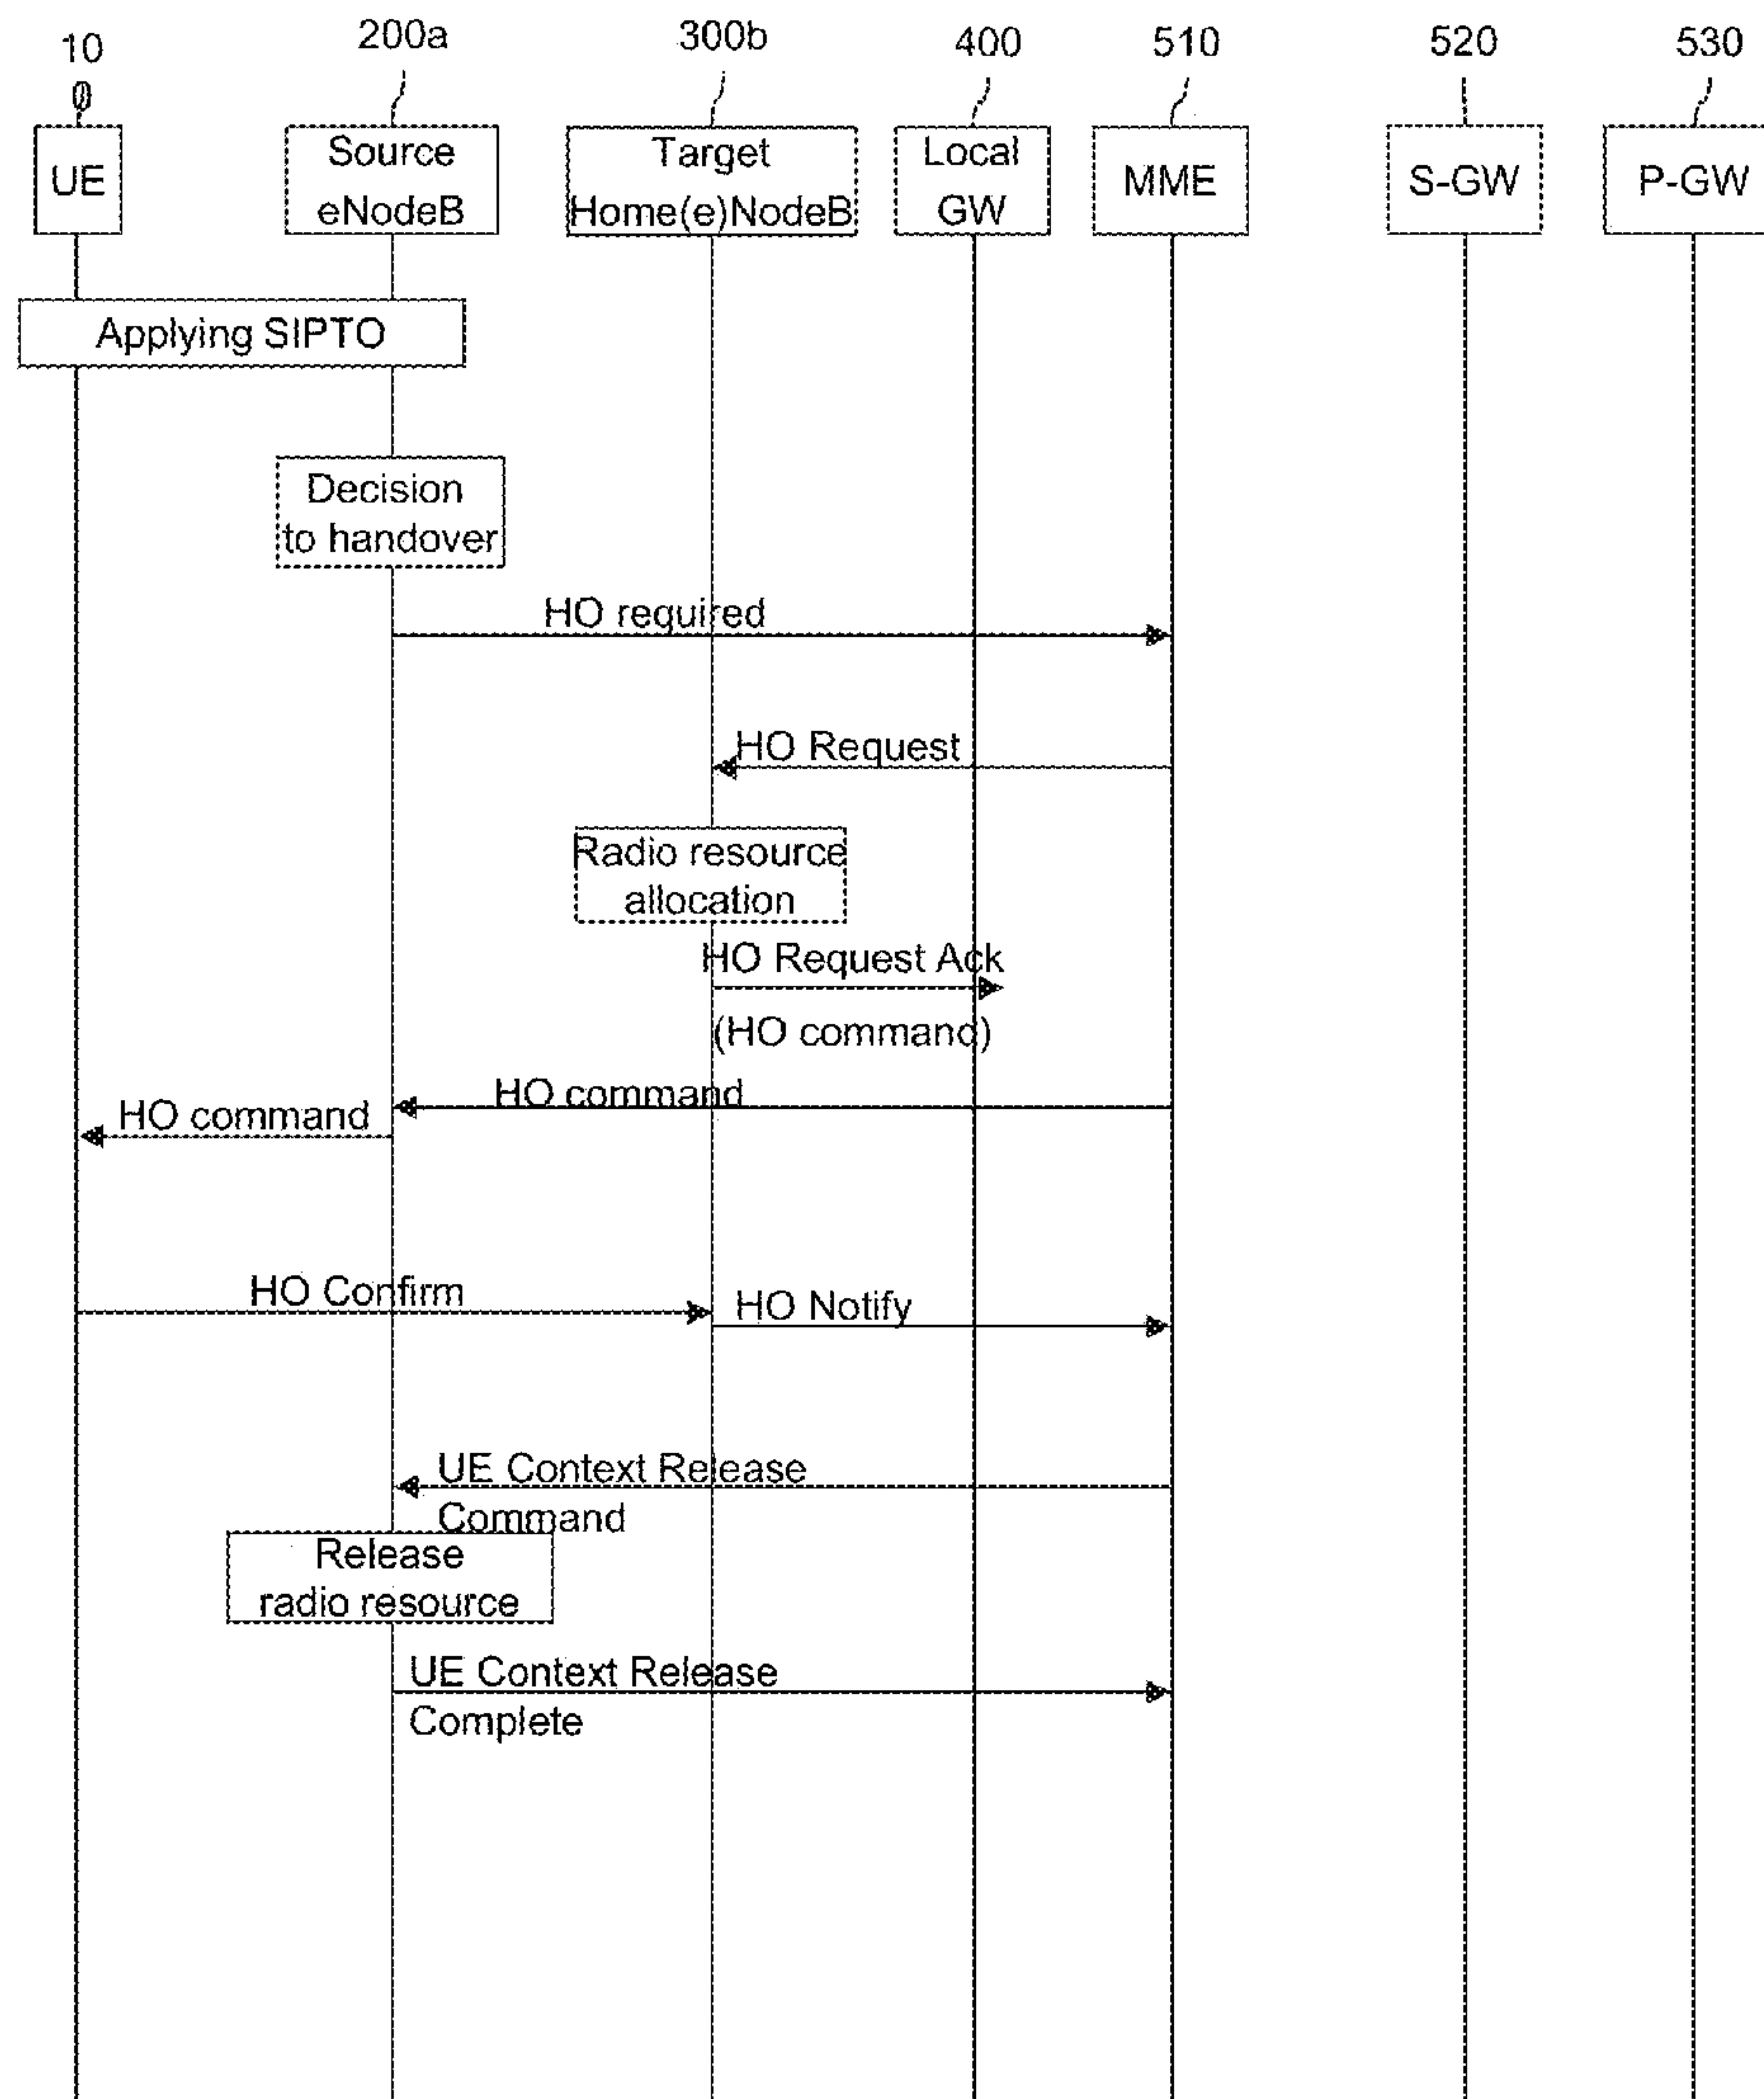 10
0
200a
300b
400
510
520
530
UE
Source
eNodeB
Target
Home(e)NodeB
Local
GW
MME
S-GW
P-GW
Applying SIPTO
Decision
to handover
HO required
HO Request
Radio resource
allocation
HO Request Ack
(HO command)
HO command
HO command
HO Confirm
HO Notify
UE Context Release
Command
Release
radio resource
UE Context Release
Complete